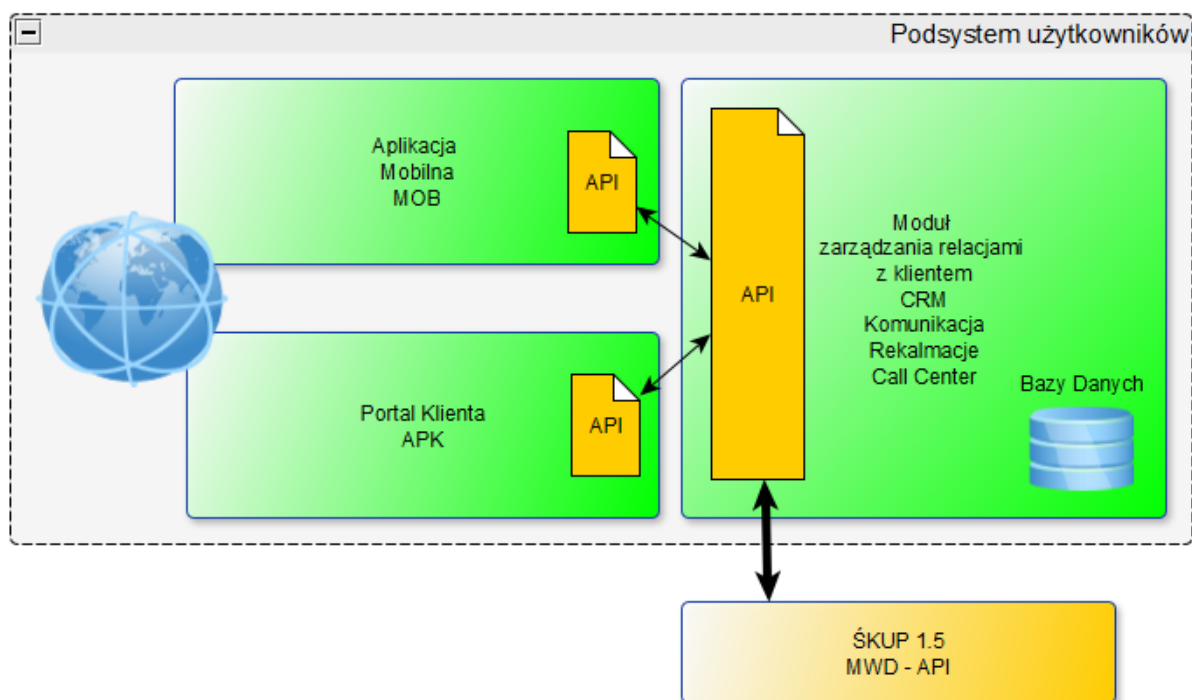 Podsystem użytkowników
Aplikacja
Mobilna
MOB
API
Portal Klienta
APK
API
API
Moduł
zarządzania relacjami
z klientem
CRM
Komunikacja
Rekalmacje
Call Center
Bazy Danych
ŚKUP 1.5
MWD - API